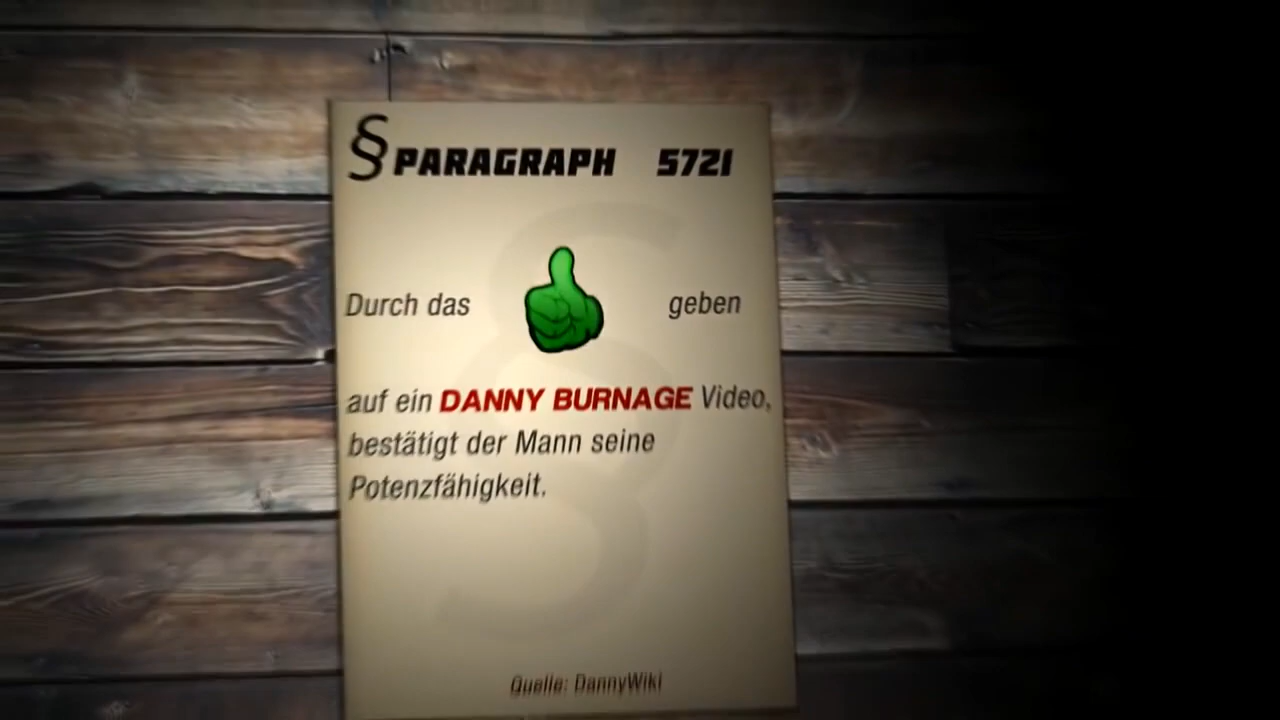 § PARAGRAPH 5721
Durch das geben
auf ein DANNY BURNAGE Video,
bestätigt der Mann seine
Potenzfähigkeit.
Quelle: DannyWiki